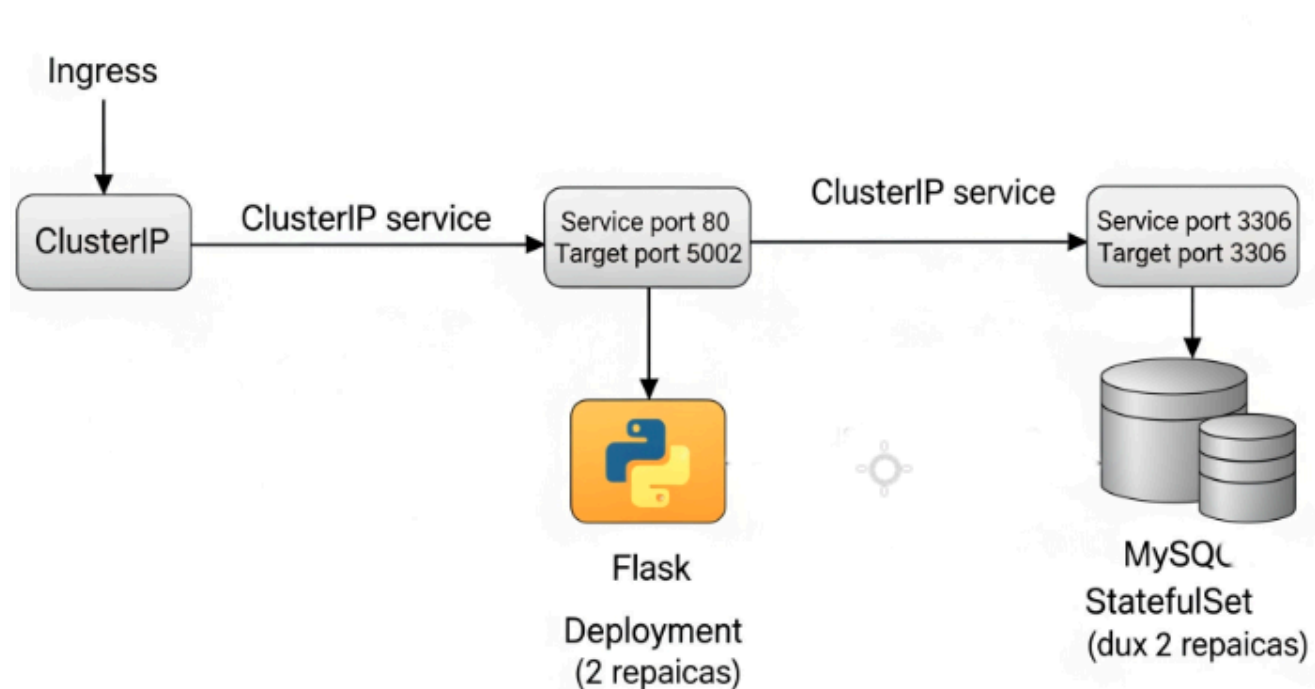 Ingress
ClusterIP
ClusterIP service
Service port 80
Target port 5002
ClusterIP service
Service port 3306
Target port 3306
Flask
Deployment
(2 repaicas)
MySQ
StatefulSet
(dux 2 repaicas)